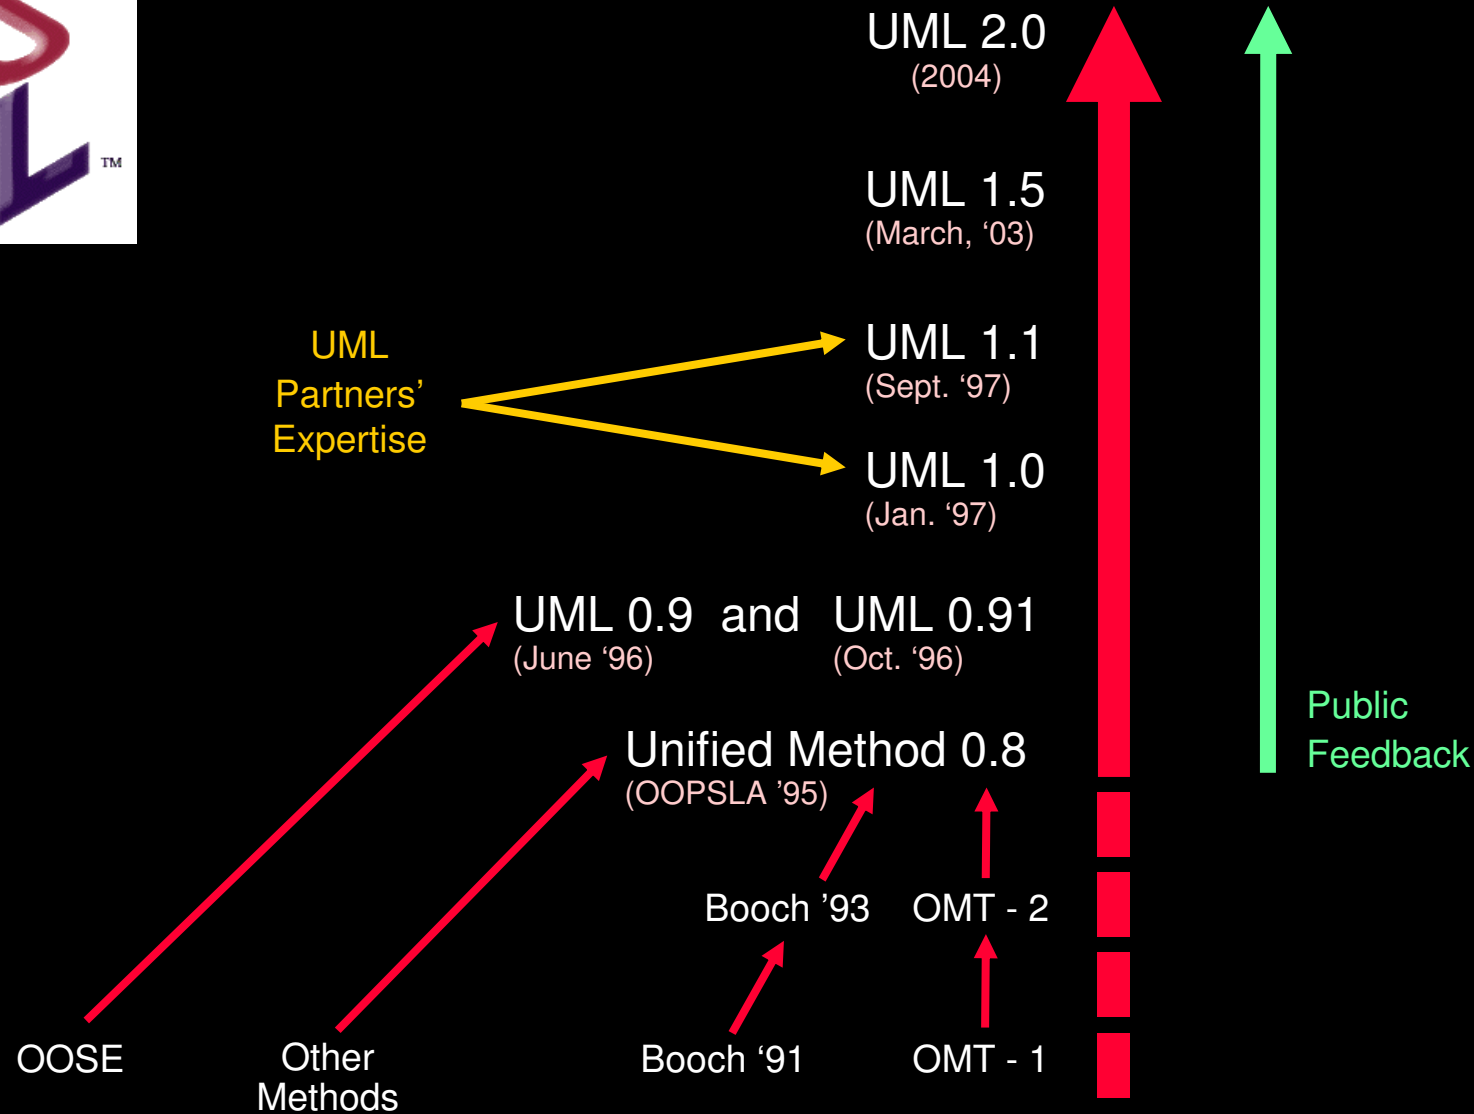 UML 2.0
(2004)
TM
UML 1.5
(March, ‘03)
UML
Partners’
Expertise
UML 1.1
(Sept. ‘97)
UML 1.0
(Jan. ‘97)
UML 0.9 and UML 0.91
(June ‘96) (Oct. ‘96)
Public
Feedback
Unified Method 0.8
(OOPSLA ’95)
Booch ’93 OMT - 2
OOSE
Other
Methods
Booch ‘91 OMT - 1